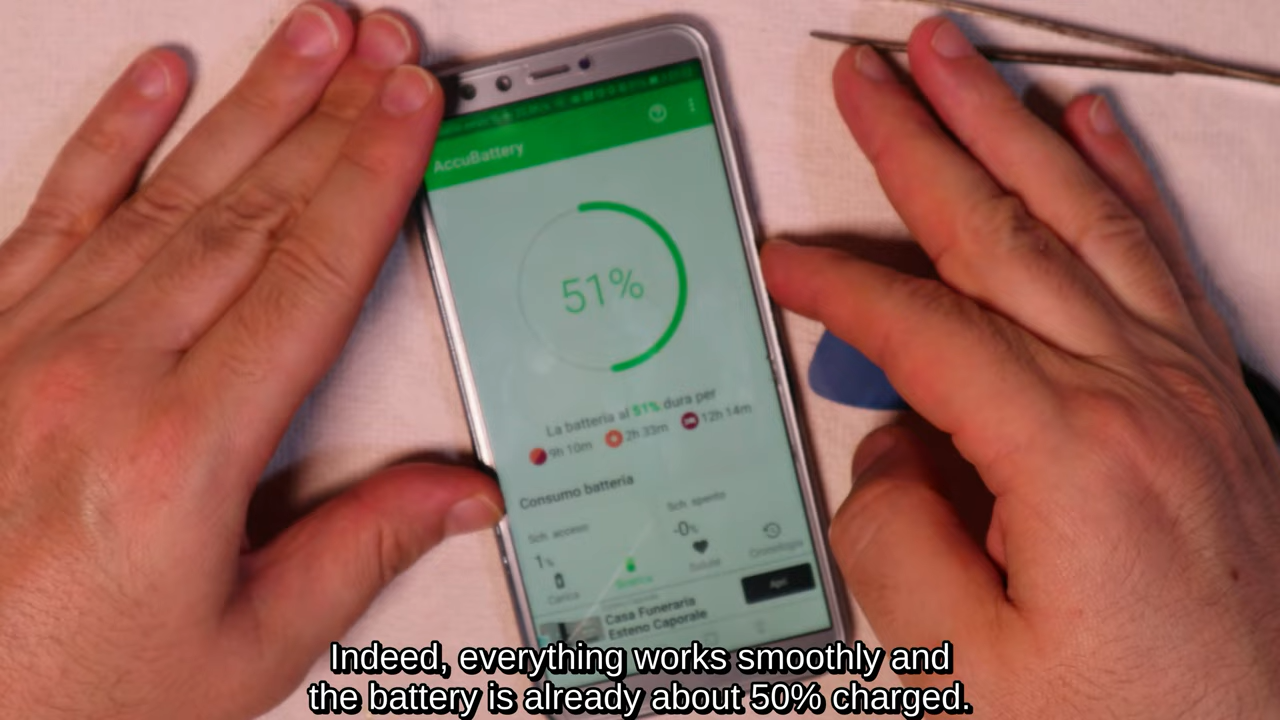 AccuBattery
51%
La batteria al 51% dura per
9h 10m 2h 33m 12h 14m
Consumo batteria
Sch. acceso Sch. spento
1% -0%
Carica Scarica Salute Cronologia
Casa Funeraria
Esteno Caporale
Apri
Indeed, everything works smoothly and
the battery is already about 50% charged.